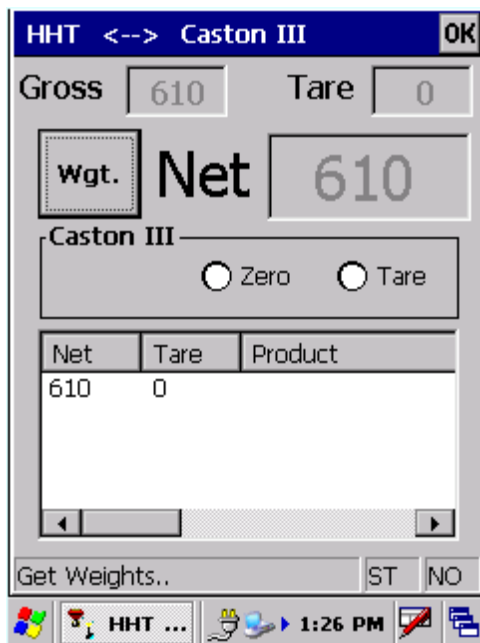 HHT <--> Caston III OK
Gross 610 Tare 0
Wgt. Net 610
Caston III
Zero Tare
Net Tare Product
610 0
Get Weights.. ST NO
HHT ... 1:26 PM